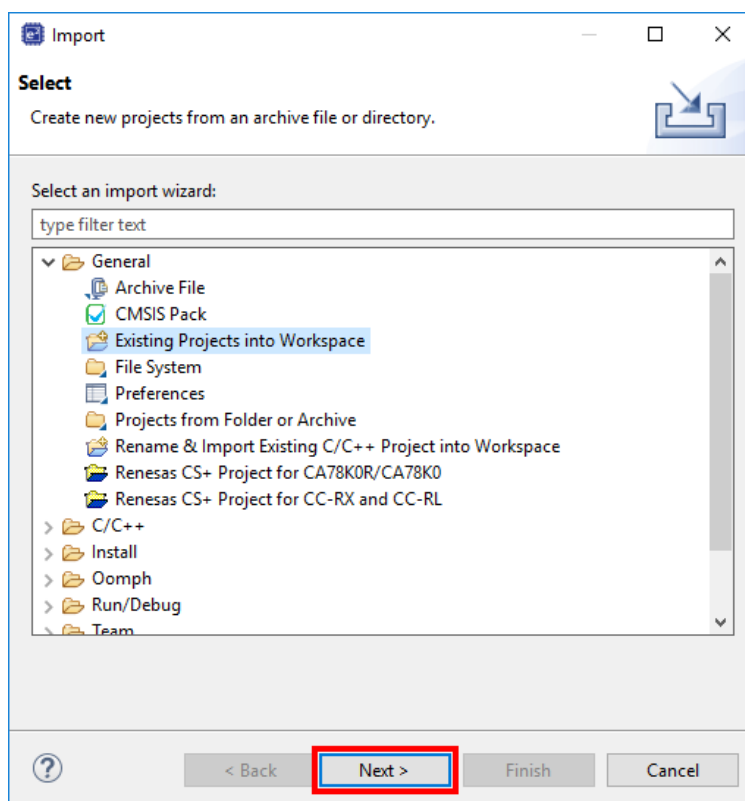 Import
Select
Create new projects from an archive file or directory.
Select an import wizard:
type filter text
General
Archive File
CMSIS Pack
Existing Projects into Workspace
File System
Preferences
Projects from Folder or Archive
Rename & Import Existing C/C++ Project into Workspace
Renesas CS+ Project for CA78K0R/CA78K0
Renesas CS+ Project for CC-RX and CC-RL
C/C++
Install
Oomph
Run/Debug
Team
? < Back Next > Finish Cancel